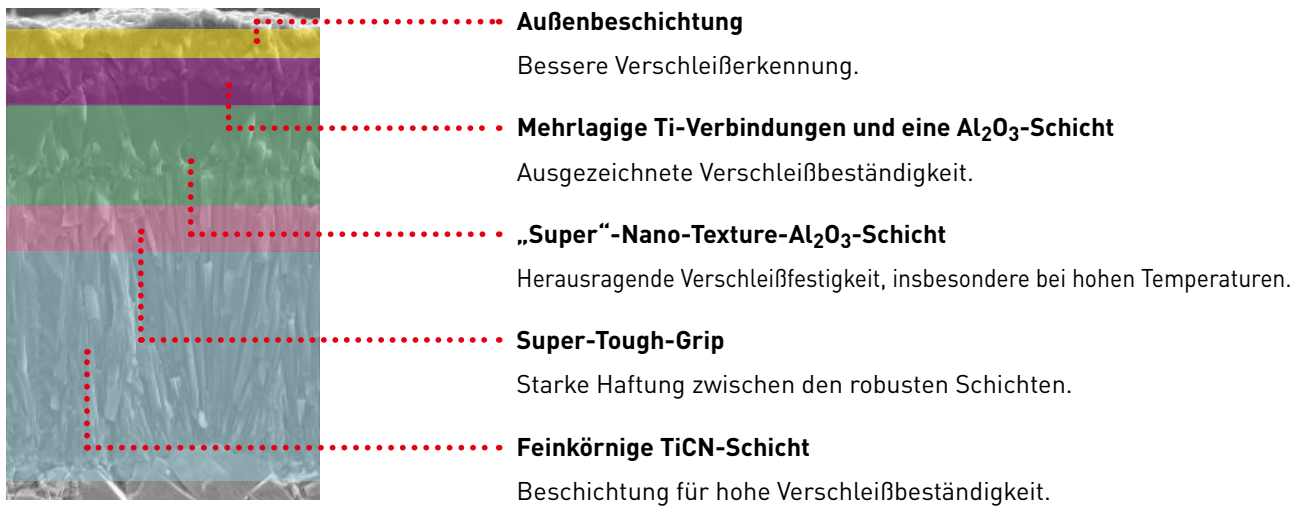 Außenbeschichtung
Bessere Verschleißerkennung.
Mehrlagige Ti-Verbindungen und eine Al₂O₃-Schicht
Ausgezeichnete Verschleißbeständigkeit.
„Super“-Nano-Texture-Al₂O₃-Schicht
Herausragende Verschleißfestigkeit, insbesondere bei hohen Temperaturen.
Super-Tough-Grip
Starke Haftung zwischen den robusten Schichten.
Feinkörnige TiCN-Schicht
Beschichtung für hohe Verschleißbeständigkeit.